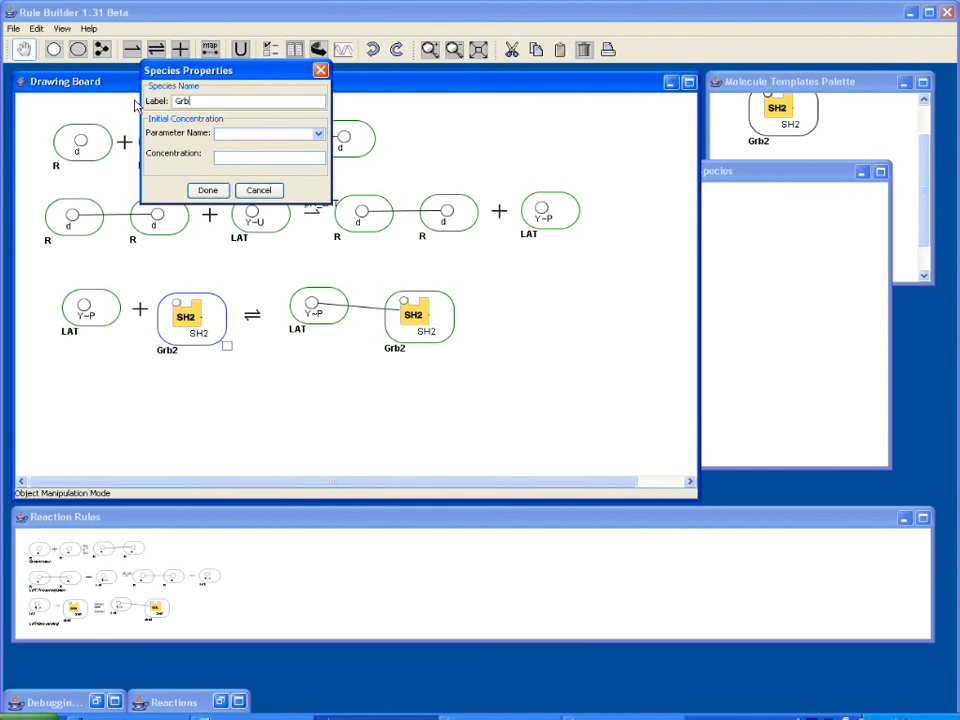 Rule Builder 1.31 Beta
File Edit View Help
map
Drawing Board
Species Properties
Species Name
Label: Grb
Initial Concentration
Parameter Name:
Concentration:
Done Cancel
Molecule Templates Palette
SH2
SH2
Grb2
pecies
d
R
d
d
R
d
R
Y~U
LAT
d
R
d
R
Y~P
LAT
Y~P
LAT
SH2
SH2
Grb2
Y~P
LAT
SH2
SH2
Grb2
Object Manipulation Mode
Reaction Rules
Debuggin... Reactions